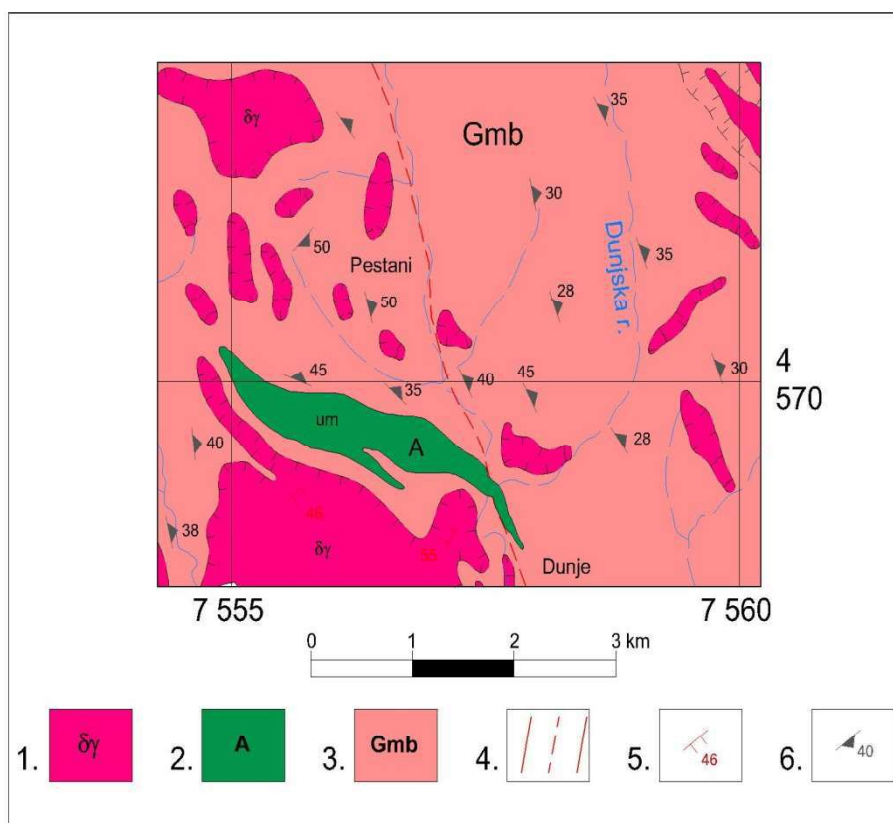 δγ
35
Gmb
30
50
Pestani
35
Dunjska r.
50
28
45
30
4
570
35
40
45
um
A
40
28
46
38
55
δγ
Dunje
7 555
7 560
0 1 2 3 km
1. δγ 2. A 3. Gmb 4. 5. 46 6. 40